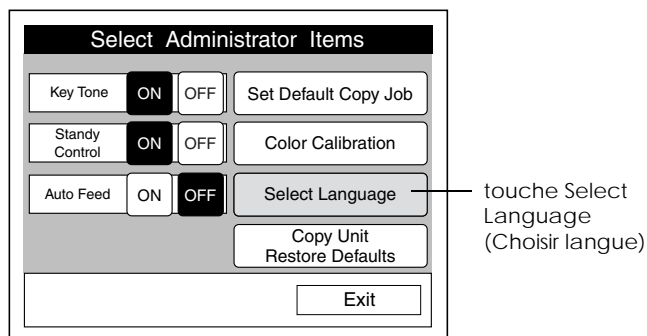 Select Administrator Items
Key Tone ON OFF Set Default Copy Job
Standy
Control ON OFF Color Calibration
Auto Feed ON OFF Select Language
touche Select
Language
(Choisir langue)
Copy Unit
Restore Defaults
Exit